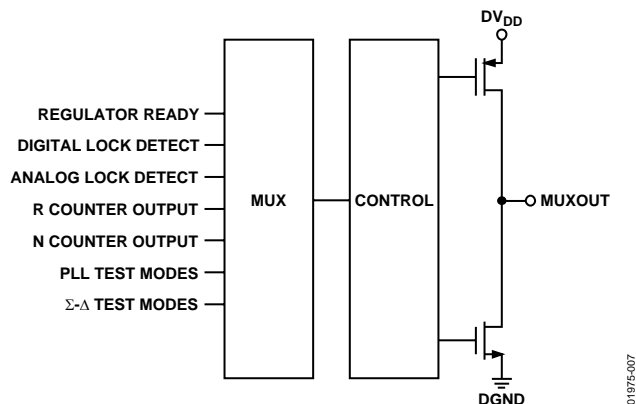 DVDD
REGULATOR READY
DIGITAL LOCK DETECT
ANALOG LOCK DETECT
R COUNTER OUTPUT
N COUNTER OUTPUT
PLL TEST MODES
Σ-Δ TEST MODES
MUX
CONTROL
MUXOUT
DGND
01975-007